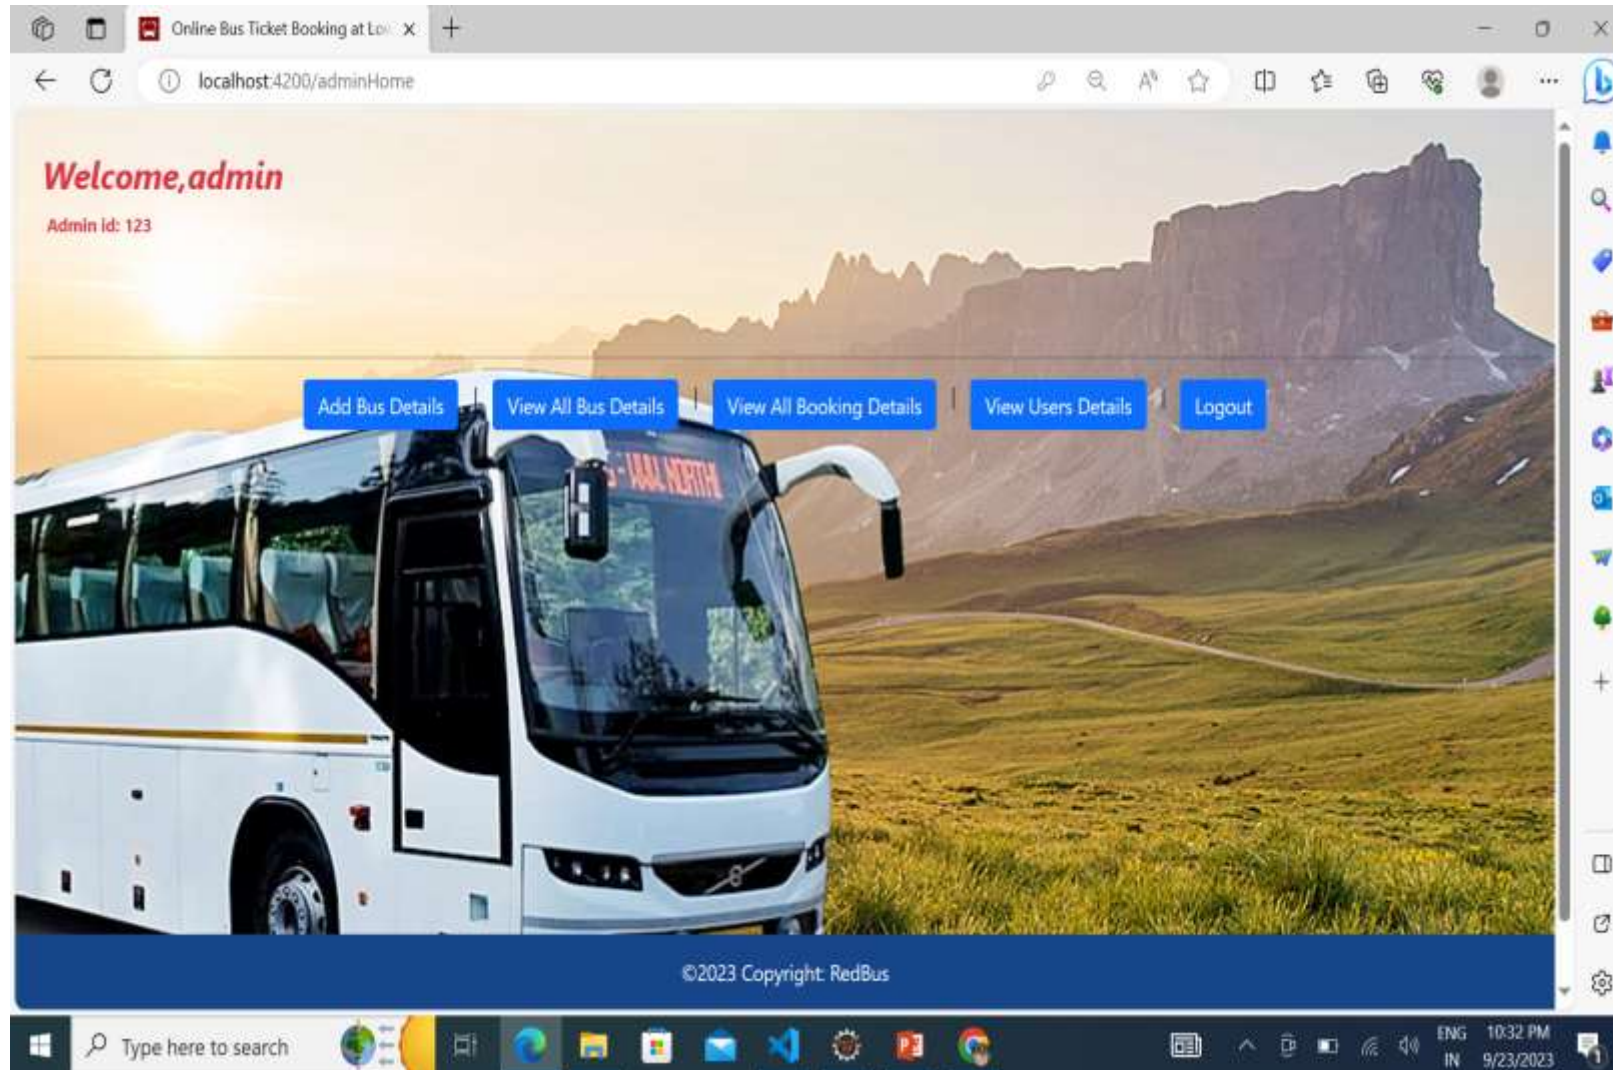 Online Bus Ticket Booking at Lo
localhost:4200/adminHome
Welcome,admin
Admin id: 123
Add Bus Details | View All Bus Details | View All Booking Details | View Users Details | Logout
©2023 Copyright: RedBus
Type here to search
ENG 10:32 PM
IN 9/23/2023